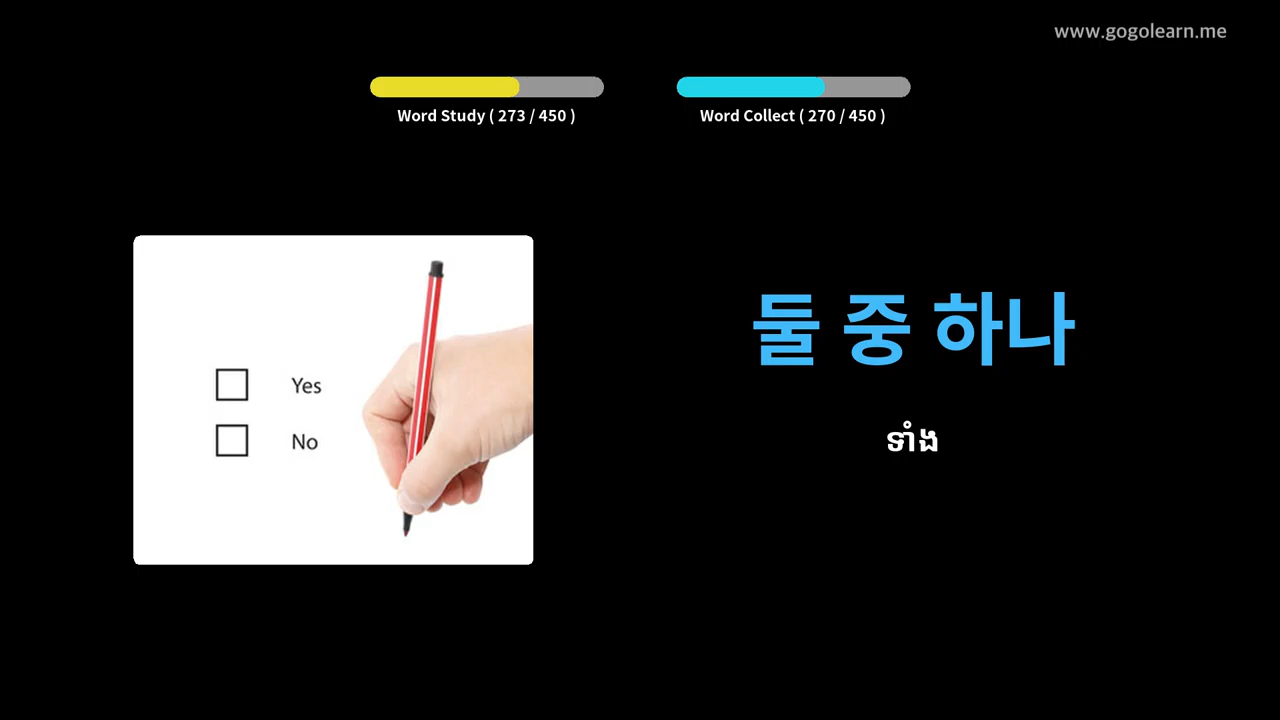 www.gogolearn.me
Word Study ( 273 / 450 )
Word Collect ( 270 / 450 )
둘 중 하나
ទាំង
Yes
No